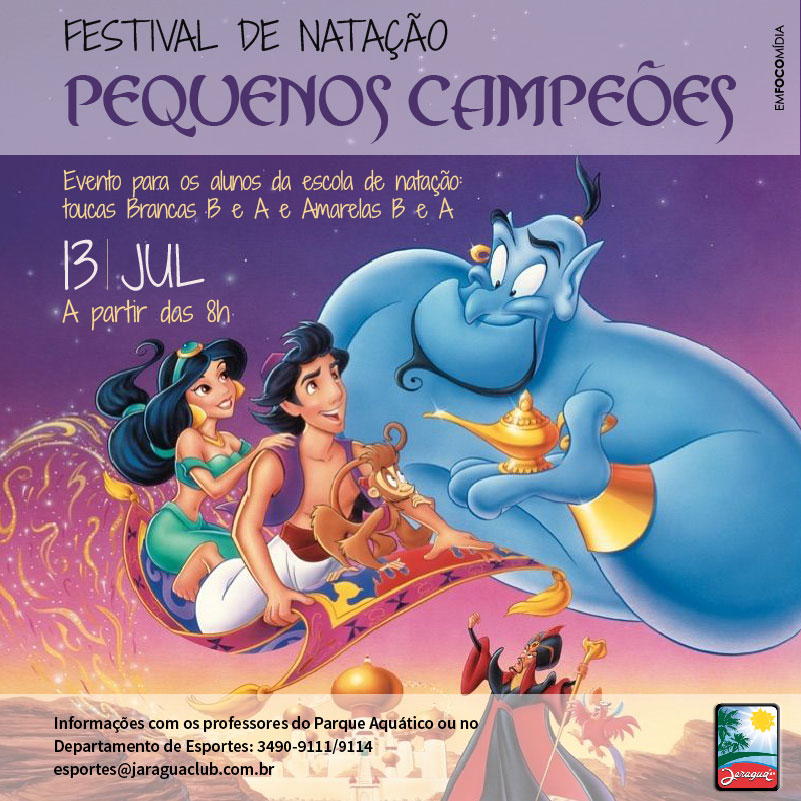 FESTIVAL DE NATAÇÃO
PEQUENOS CAMPEÕES
EMFOCOMÍDIA
Evento para os alunos da escola de natação:
toucas Brancas B e A e Amarelas B e A
13 | JUL
A partir das 8h
Informações com os professores do Parque Aquático ou no
Departamento de Esportes: 3490-9111/9114
esportes@jaraguaclub.com.br
Jaraguá